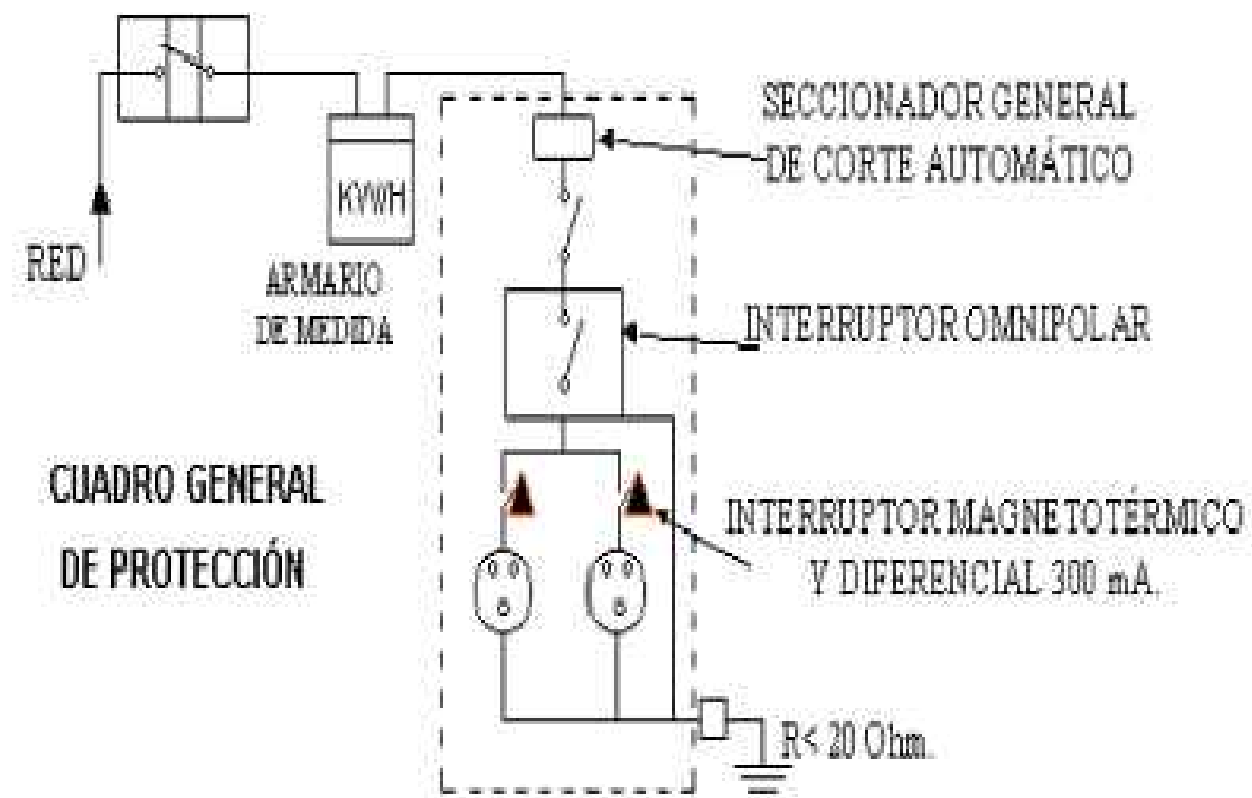 SECCIONADOR GENERAL
DE CORTE AUTOMÁTICO
RED
KWH
ARMARIO
DE MEDIDA
INTERRUPTOR OMNIPOLAR
CUADRO GENERAL
DE PROTECCIÓN
INTERRUPTOR MAGNETOTÉRMICO
Y DIFERENCIAL 300 mA.
R< 20 Ohm.